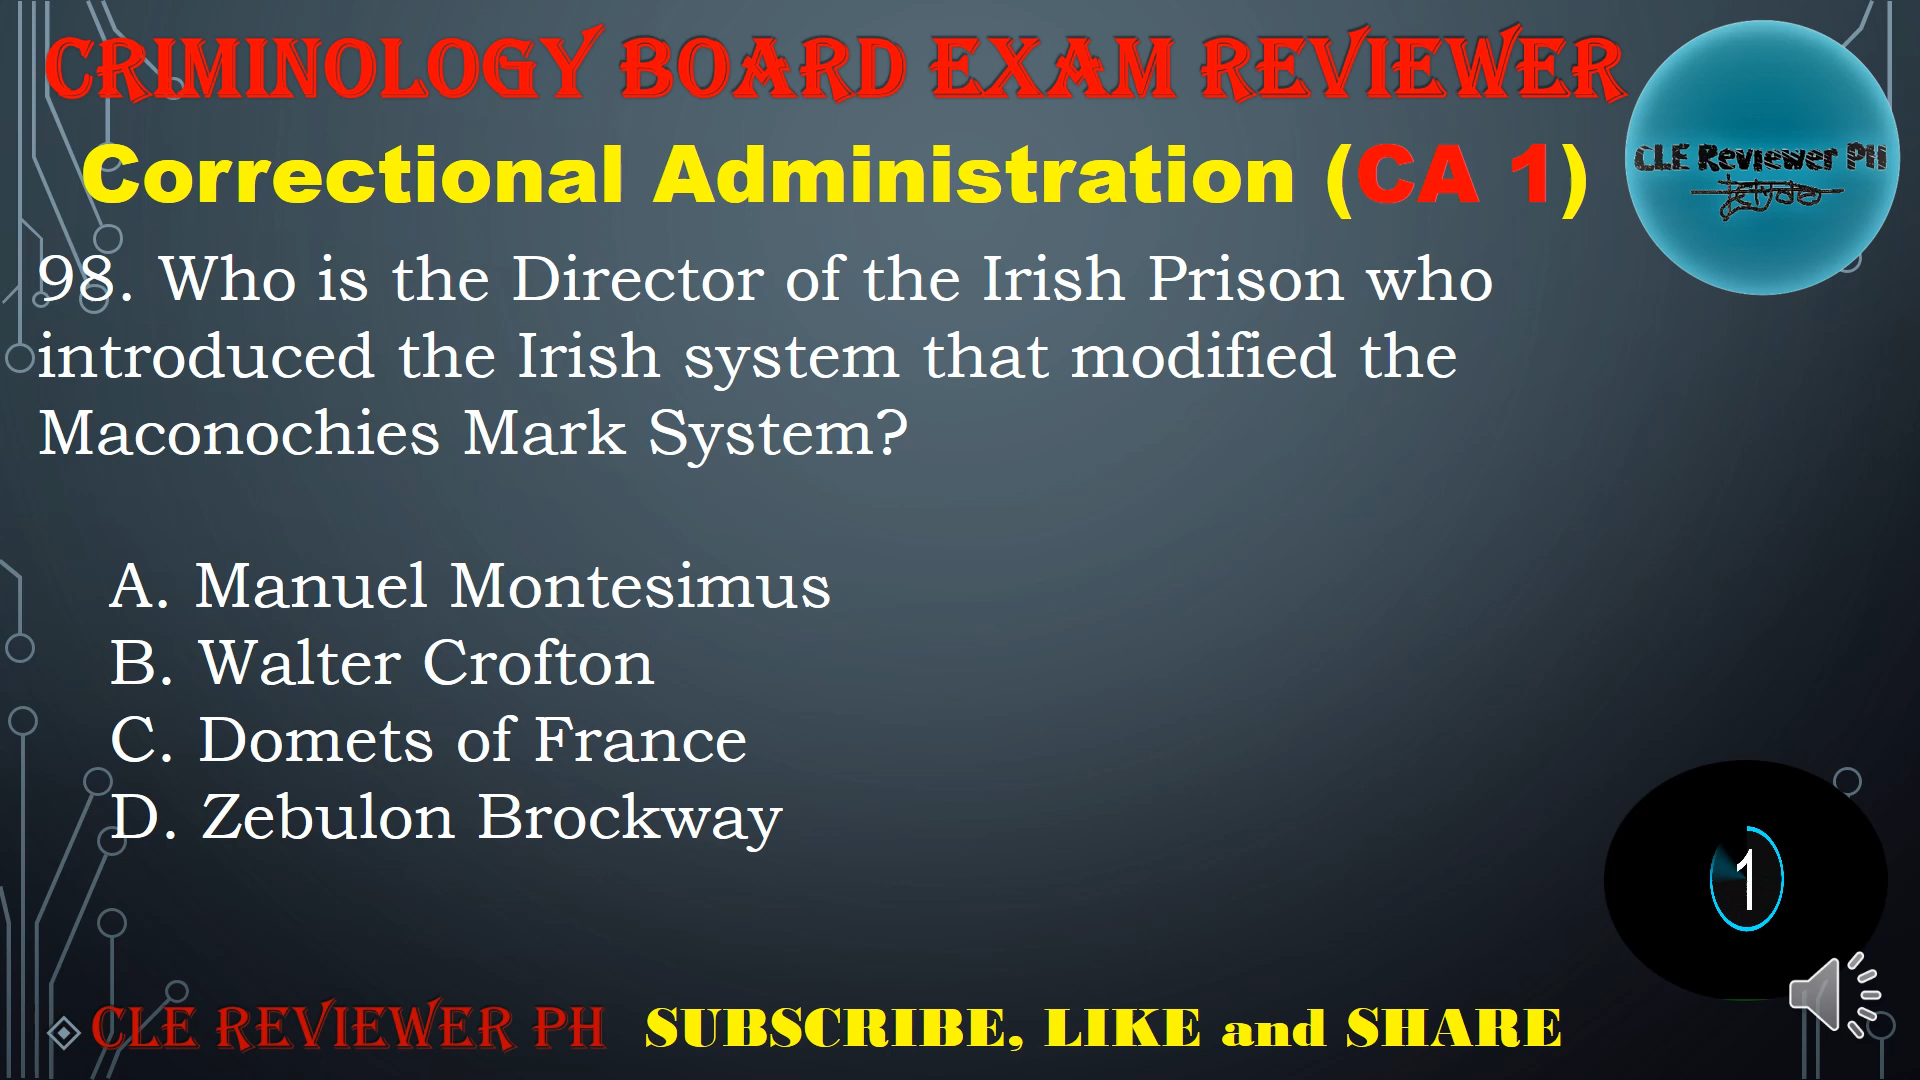 CRIMINOLOGY BOARD EXAM REVIEWER
Correctional Administration (CA 1)
CLE Reviewer PH
98. Who is the Director of the Irish Prison who
introduced the Irish system that modified the
Maconochies Mark System?
A. Manuel Montesimus
B. Walter Crofton
C. Domets of France
D. Zebulon Brockway
1
CLE REVIEWER PH SUBSCRIBE, LIKE and SHARE